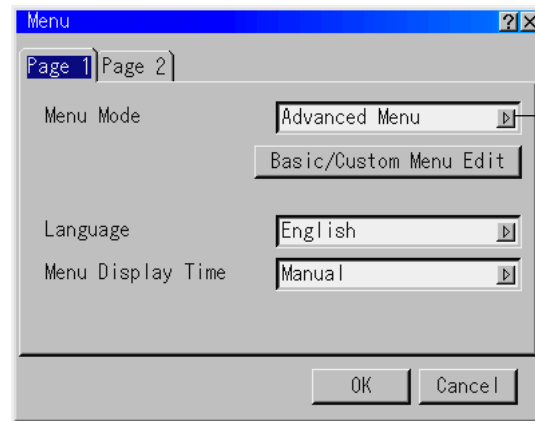 Menu ?
Page 1 Page 2
Menu Mode Advanced Menu
Basic/Custom Menu Edit
Language English
Menu Display Time Manual
OK Cancel